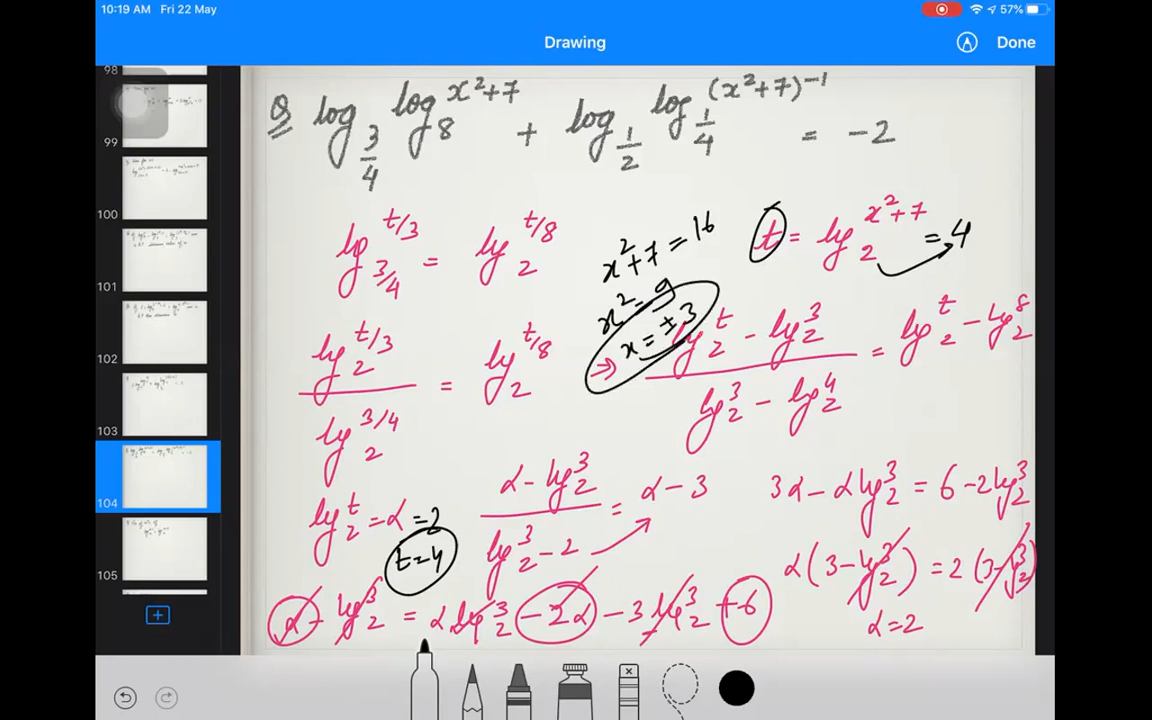 10:19 AM Fri 22 May 57%
Drawing Done
98
99
100
101
102
103
104
105
Q log_{3/4} log_8 x²+7 + log_{1/2} log_{1/4} (x²+7)⁻¹ = -2
t = log_2 x²+7 = 4
log_{3/4} t/3 = log_2 t/8
x²+7 = 16
x² = 9
x = ±3
log_2 t/3 / log_2 3/4 = log_2 t/8
⇒ log_2 t - log_2 3 / log_2 3 - log_2 4 = log_2 t - log_2 8
log_2 t = α = 2
t = 4
α - log_2 3 / log_2 3 - 2 = α - 3
α - log_2 3 = α log_2 3 - 2α - 3 log_2 3 + 6
3α - α log_2 3 = 6 - 2 log_2 3
α (3 - log_2 3) = 2 (3 - log_2 3)
α = 2